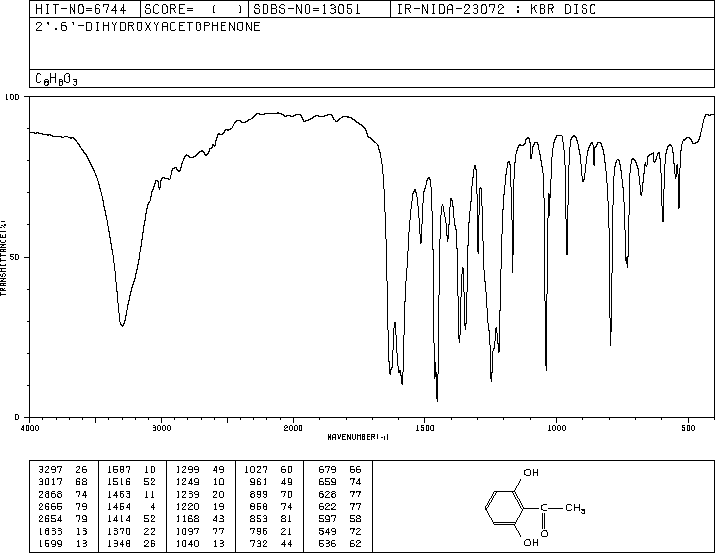 HIT-NO=6744 SCORE= ( ) SDBS-NO=13051 IR-NIDA-23072 : KBR DISC
2'.6'-DIHYDROXYACETOPHENONE
C8H8O3
100
TRANSMITTANCE(%)
50
0
4000 3000 2000 1500 1000 500
WAVENUMBER(-1)
3297 26 1587 10 1299 49 1027 60 679 66
3017 68 1516 52 1249 10 961 49 659 74
2868 74 1463 11 1239 20 899 70 628 77
2665 79 1454 4 1220 19 868 74 622 77
2654 79 1414 52 1168 43 853 81 597 58
1633 13 1370 22 1097 77 796 21 549 72
1599 13 1348 26 1040 13 732 44 536 62
OH
C CH3
O
OH